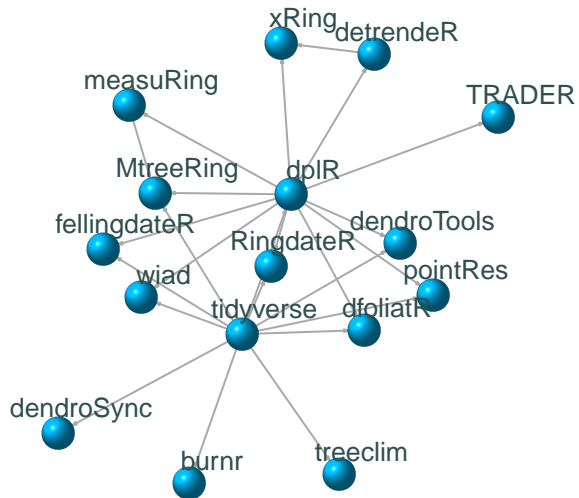 xRing
detrendeR
measuRing
TRADER
MtreeRing
dplR
fellingdateR
RingdateR
dendroTools
wiad
pointRes
tidyverse
dfoliatR
dendroSync
burnr
treeclim